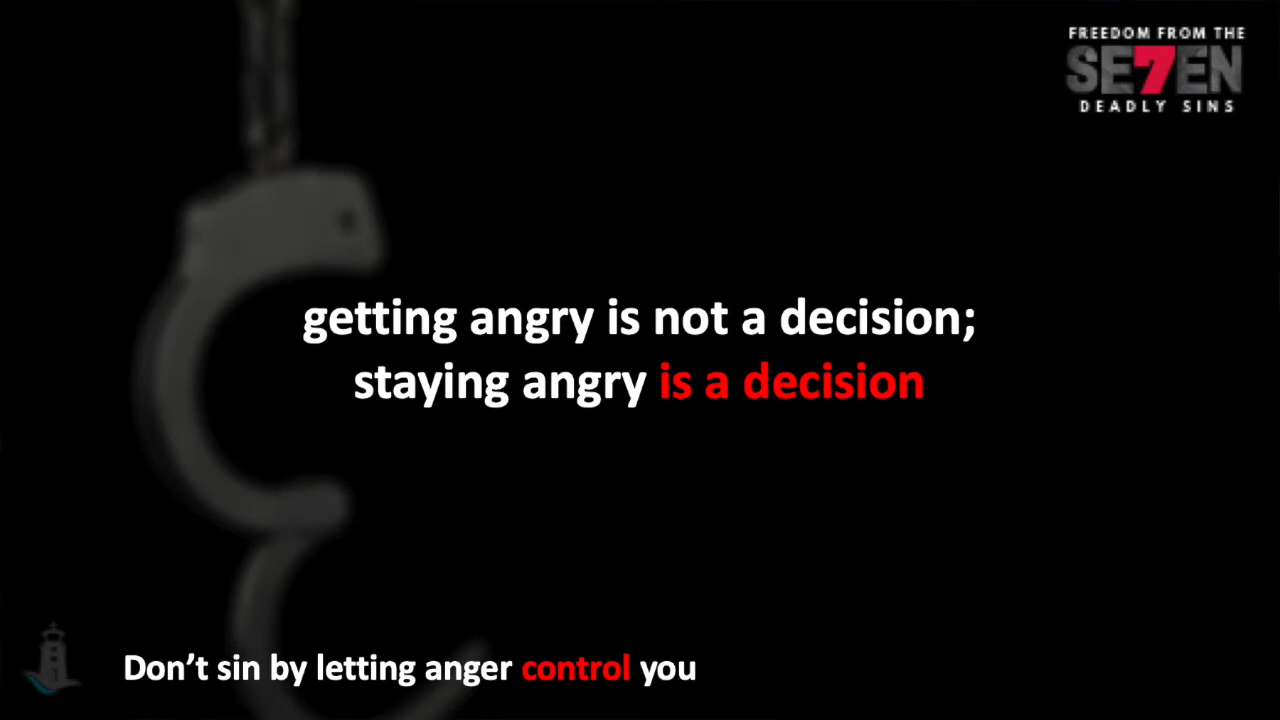 FREEDOM FROM THE
SE7EN
DEADLY SINS
getting angry is not a decision;
staying angry is a decision
Don’t sin by letting anger control you